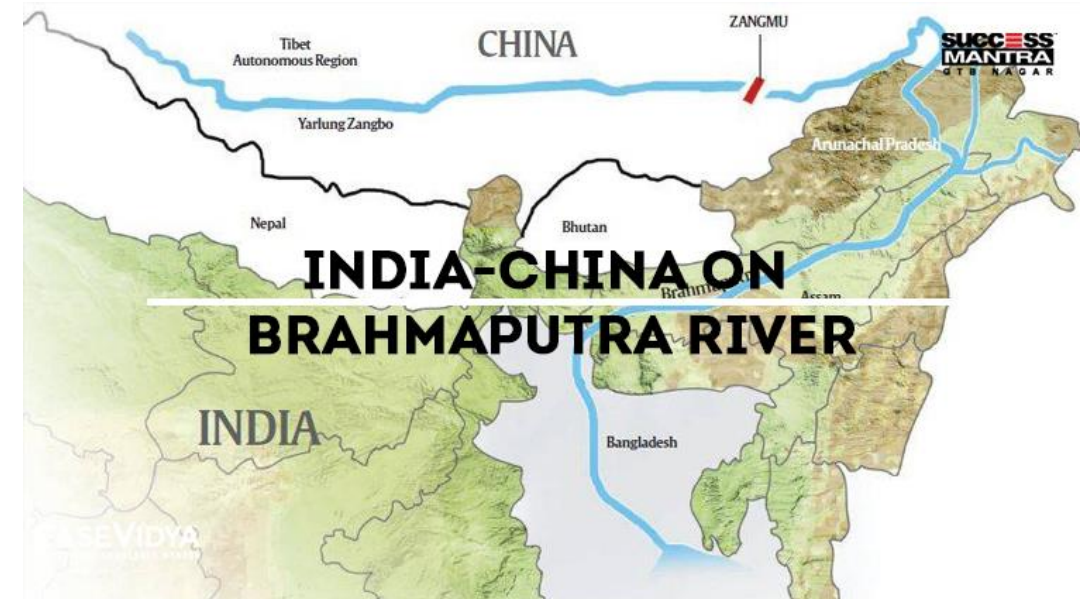 ZANGMU
CHINA
SUCCESS
MANTRA
GTB NAGAR
Tibet
Autonomous Region
Yarlung Zangbo
Arunachal Pradesh
Nepal
Bhutan
INDIA-CHINA ON
Assam
BRAHMAPUTRA RIVER
INDIA
Bangladesh